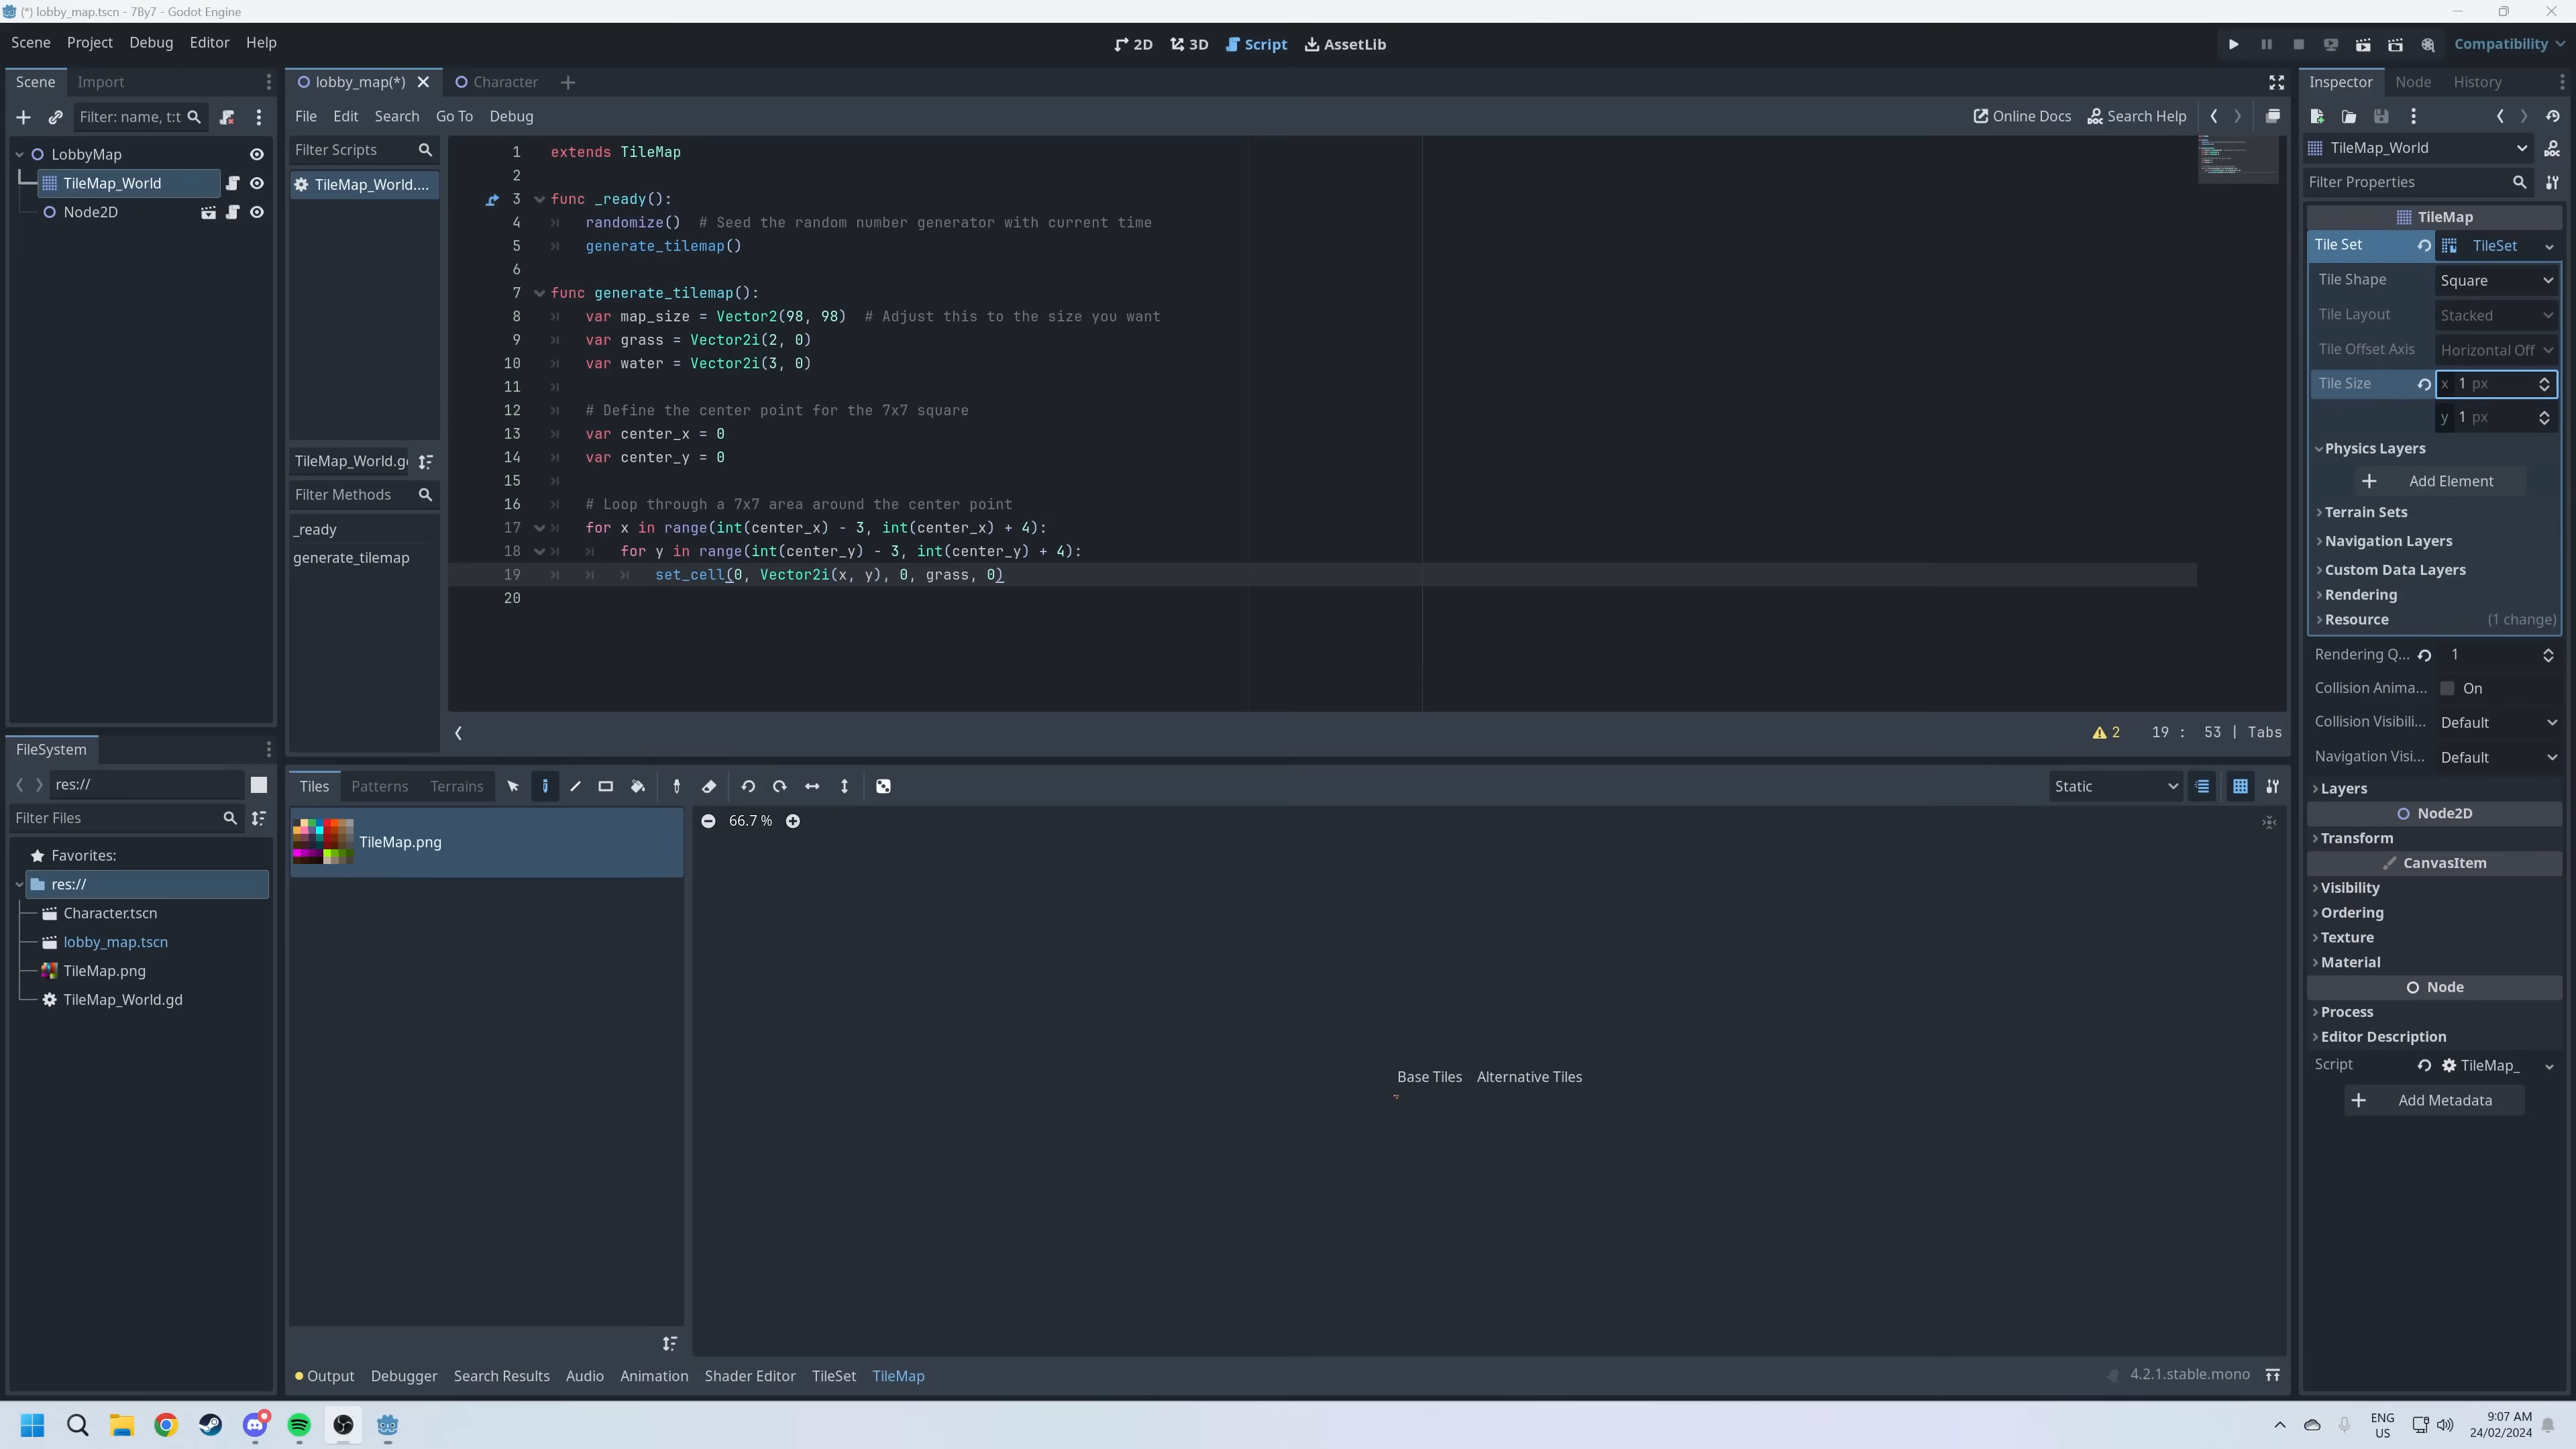 (*) lobby_map.tscn - 7By7 - Godot Engine
Scene Project Debug Editor Help
2D 3D Script AssetLib
Compatibility
Scene Import
lobby_map(*) Character
Inspector Node History
Filter: name, t:t
File Edit Search Go To Debug
Online Docs Search Help
LobbyMap
TileMap_World
Node2D
Filter Scripts
TileMap_World....
TileMap_World.g
Filter Methods
_ready
generate_tilemap
1 extends TileMap
2
3 func _ready():
4 randomize() # Seed the random number generator with current time
5 generate_tilemap()
6
7 func generate_tilemap():
8 var map_size = Vector2(98, 98) # Adjust this to the size you want
9 var grass = Vector2i(2, 0)
10 var water = Vector2i(3, 0)
11
12 # Define the center point for the 7x7 square
13 var center_x = 0
14 var center_y = 0
15
16 # Loop through a 7x7 area around the center point
17 for x in range(int(center_x) - 3, int(center_x) + 4):
18 for y in range(int(center_y) - 3, int(center_y) + 4):
19 set_cell(0, Vector2i(x, y), 0, grass, 0)
20
2 19 : 53 | Tabs
TileMap_World
Filter Properties
TileMap
Tile Set TileSet
Tile Shape Square
Tile Layout Stacked
Tile Offset Axis Horizontal Off
Tile Size x 1 px
y 1 px
Physics Layers
Add Element
Terrain Sets
Navigation Layers
Custom Data Layers
Rendering
Resource (1 change)
Rendering Q... 1
Collision Anima... On
Collision Visibili... Default
Navigation Visi... Default
Layers
Node2D
Transform
CanvasItem
Visibility
Ordering
Texture
Material
Node
Process
Editor Description
Script TileMap_
Add Metadata
FileSystem
res://
Filter Files
Favorites:
res://
Character.tscn
lobby_map.tscn
TileMap.png
TileMap_World.gd
Tiles Patterns Terrains
Static
TileMap.png
66.7 %
Base Tiles Alternative Tiles
Output Debugger Search Results Audio Animation Shader Editor TileSet TileMap
4.2.1.stable.mono
ENG
US
9:07 AM
24/02/2024